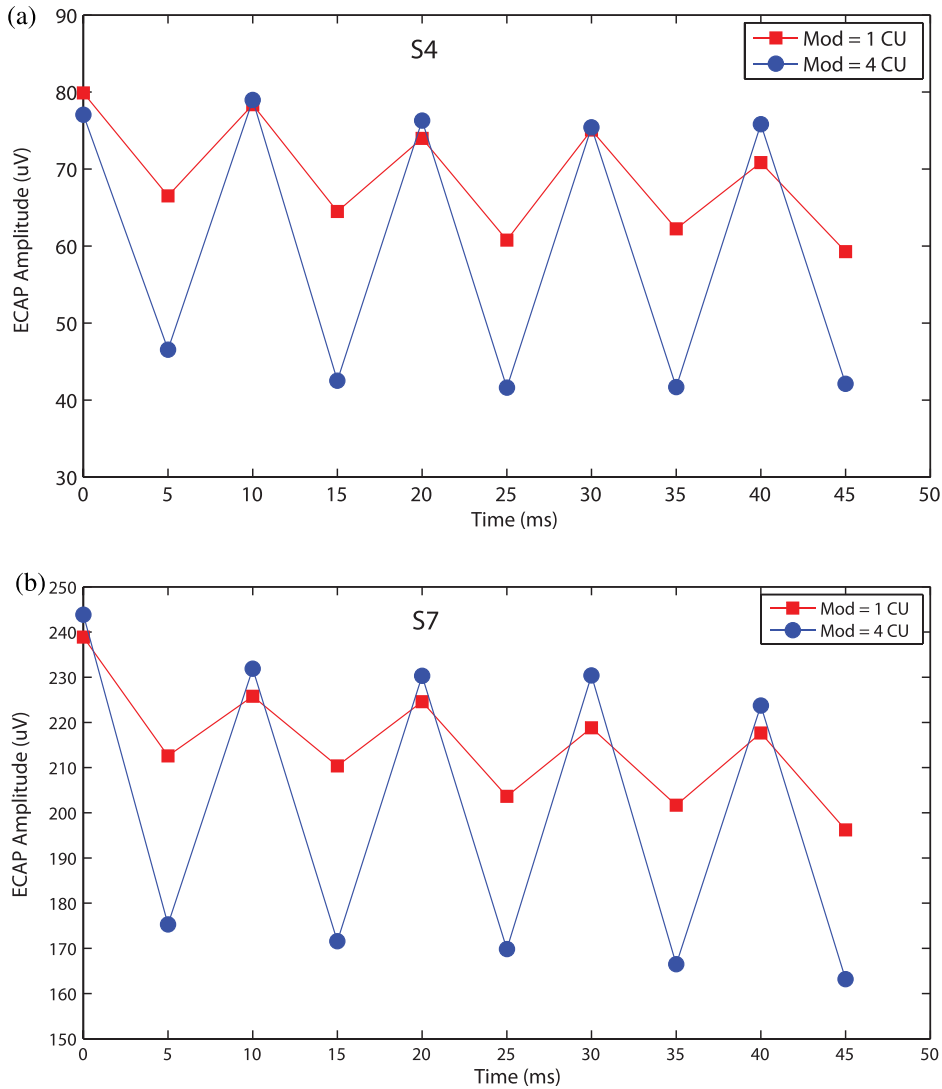 (a)
S4
Mod = 1 CU
Mod = 4 CU
ECAP Amplitude (uV)
90
80
70
60
50
40
30
0 5 10 15 20 25 30 35 40 45 50
Time (ms)
(b)
S7
Mod = 1 CU
Mod = 4 CU
ECAP Amplitude (uV)
250
240
230
220
210
200
190
180
170
160
150
0 5 10 15 20 25 30 35 40 45 50
Time (ms)